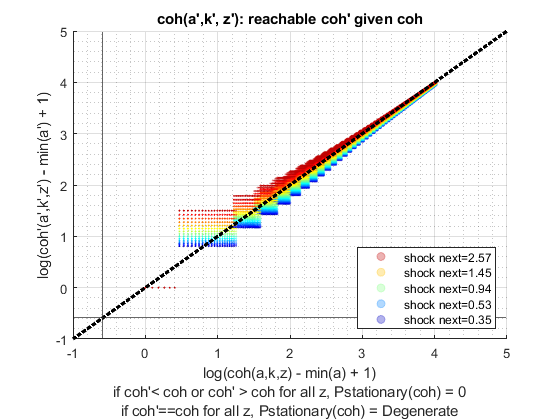 coh(a',k', z'): reachable coh' given coh
log(coh'(a',k',z') - min(a') + 1)
5
4
3
2
1
0
-1
shock next=2.57
shock next=1.45
shock next=0.94
shock next=0.53
shock next=0.35
-1
0
1
2
3
4
5
log(coh(a,k,z) - min(a) + 1)
if coh'< coh or coh' > coh for all z, Pstationary(coh) = 0
if coh'==coh for all z, Pstationary(coh) = Degenerate